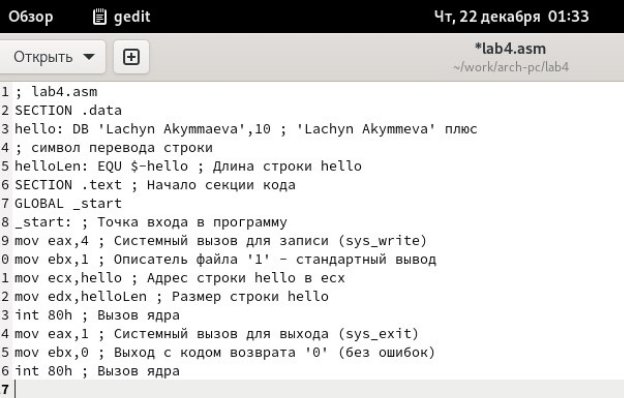 Обзор gedit Чт, 22 декабря 01:33
Открыть *lab4.asm
~/work/arch-pc/lab4
1 ; lab4.asm
2 SECTION .data
3 hello: DB 'Lachyn Akymmaeva',10 ; 'Lachyn Akymmeva' плюс
4 ; символ перевода строки
5 helloLen: EQU $-hello ; Длина строки hello
6 SECTION .text ; Начало секции кода
7 GLOBAL _start
8 _start: ; Точка входа в программу
9 mov eax,4 ; Системный вызов для записи (sys_write)
0 mov ebx,1 ; Описатель файла '1' - стандартный вывод
1 mov ecx,hello ; Адрес строки hello в ecx
2 mov edx,helloLen ; Размер строки hello
3 int 80h ; Вызов ядра
4 mov eax,1 ; Системный вызов для выхода (sys_exit)
5 mov ebx,0 ; Выход с кодом возврата '0' (без ошибок)
6 int 80h ; Вызов ядра
7